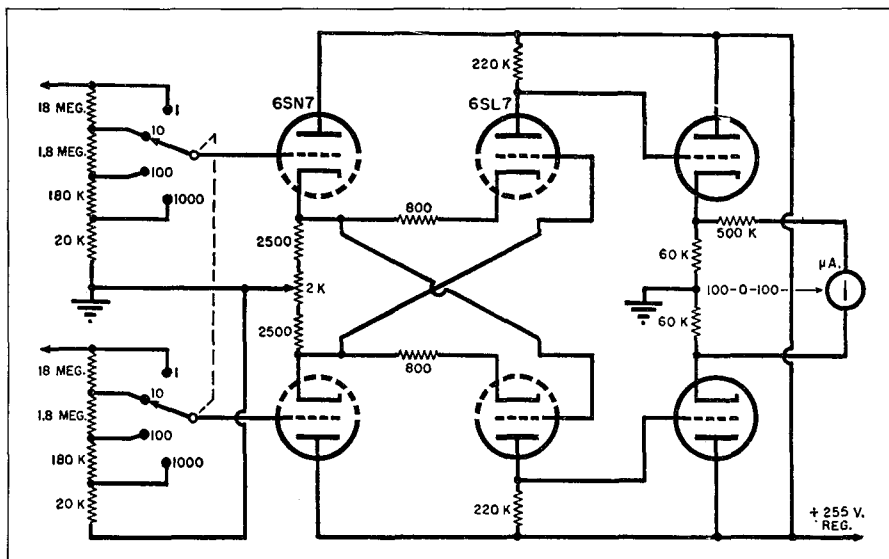 220 K
6SN7
6SL7
18 MEG.
1
10
1.8 MEG.
100
180 K
1000
20 K
800
2500
2 K
2500
500 K
60 K
µA.
100-0-100
60 K
800
18 MEG.
1
10
1.8 MEG.
100
180 K
1000
20 K
220 K
+ 255 V.
REG.